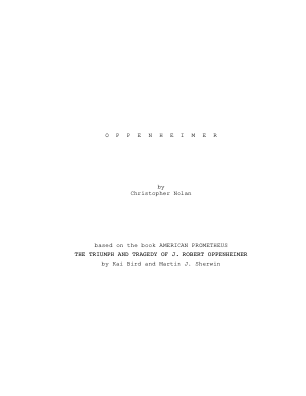 O P P E N H E I M E R
by
Christopher Nolan
based on the book AMERICAN PROMETHEUS
THE TRIUMPH AND TRAGEDY OF J. ROBERT OPPENHEIMER
by Kai Bird and Martin J. Sherwin